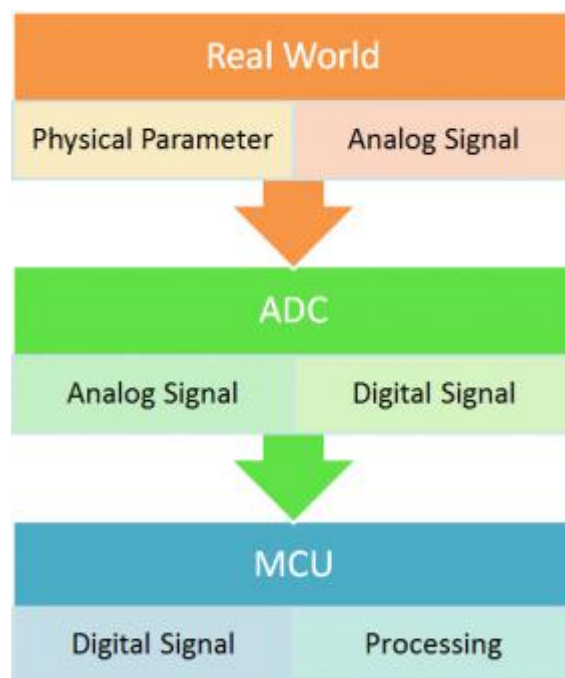 Real World
Physical Parameter Analog Signal
ADC
Analog Signal Digital Signal
MCU
Digital Signal Processing